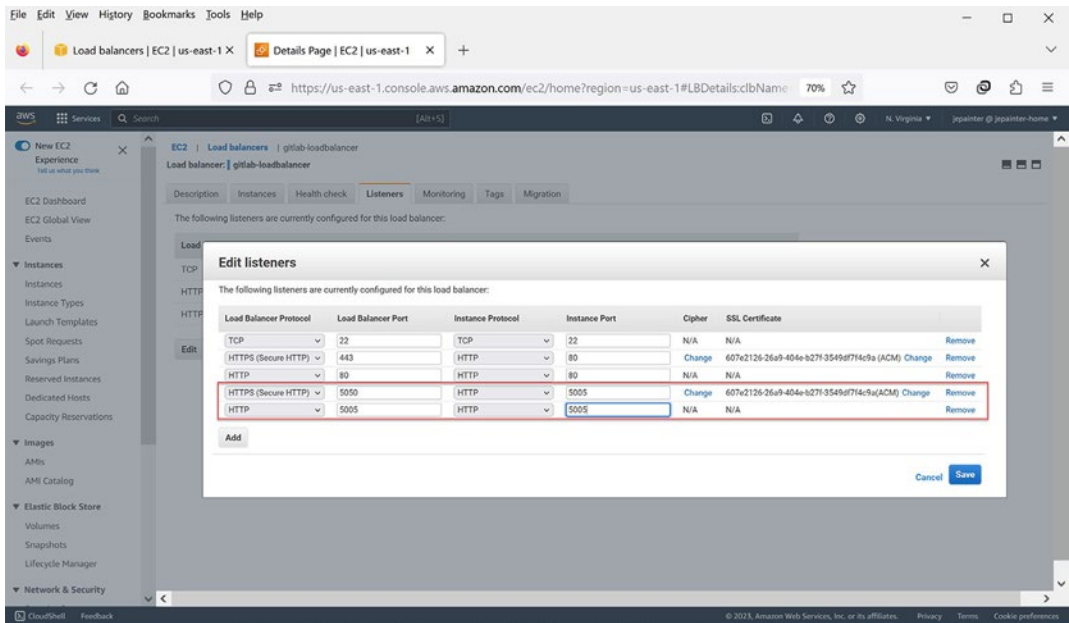 File Edit View History Bookmarks Tools Help
Load balancers | EC2 | us-east-1 X
Details Page | EC2 | us-east-1 X +
https://us-east-1.console.aws.amazon.com/ec2/home?region=us-east-1#LBDetails:clbName 70%
aws Services Search [Alt+S] N. Virginia jepainter @ jepainter-home
New EC2
Experience
Tell us what you think
EC2 | Load balancers | gitlab-loadbalancer
Load balancer: gitlab-loadbalancer
EC2 Dashboard
EC2 Global View
Events
Instances
Instances
Instance Types
Launch Templates
Spot Requests
Savings Plans
Reserved Instances
Dedicated Hosts
Capacity Reservations
Images
AMIs
AMI Catalog
Elastic Block Store
Volumes
Snapshots
Lifecycle Manager
Network & Security
Description Instances Health check Listeners Monitoring Tags Migration
The following listeners are currently configured for this load balancer:
Load
TCP
HTTP
HTTP
Edit
Edit listeners
The following listeners are currently configured for this load balancer:
Load Balancer Protocol Load Balancer Port Instance Protocol Instance Port Cipher SSL Certificate
TCP 22 TCP 22 N/A N/A Remove
HTTPS (Secure HTTP) 443 HTTP 80 Change 607e2126-26a9-404e-b27f-3549df7f4c9a (ACM) Change Remove
HTTP 80 HTTP 80 N/A N/A Remove
HTTPS (Secure HTTP) 5050 HTTP 5005 Change 607e2126-26a9-404e-b27f-3549df7f4c9a(ACM) Change Remove
HTTP 5005 HTTP 5005 N/A N/A Remove
Add
Cancel Save
CloudShell Feedback © 2023, Amazon Web Services, Inc. or its affiliates. Privacy Terms Cookie preferences